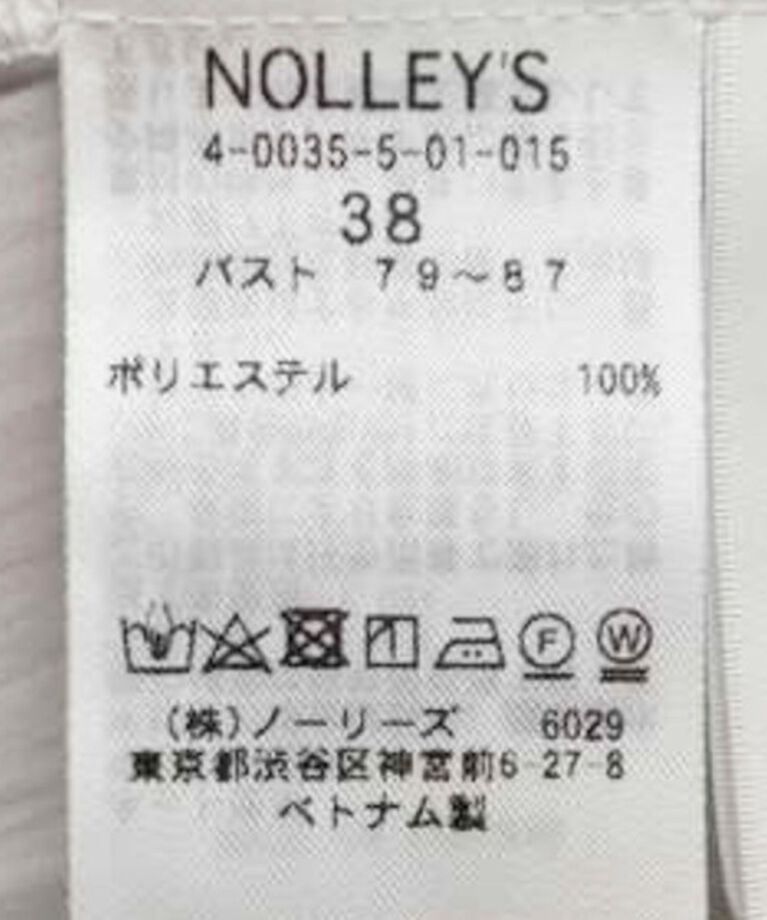 NOLLEY'S
4-0035-5-01-015
38
バスト 79～87
ポリエステル 100%
F W
(株)ノーリーズ 6029
東京都渋谷区神宮前6-27-8
ベトナム製